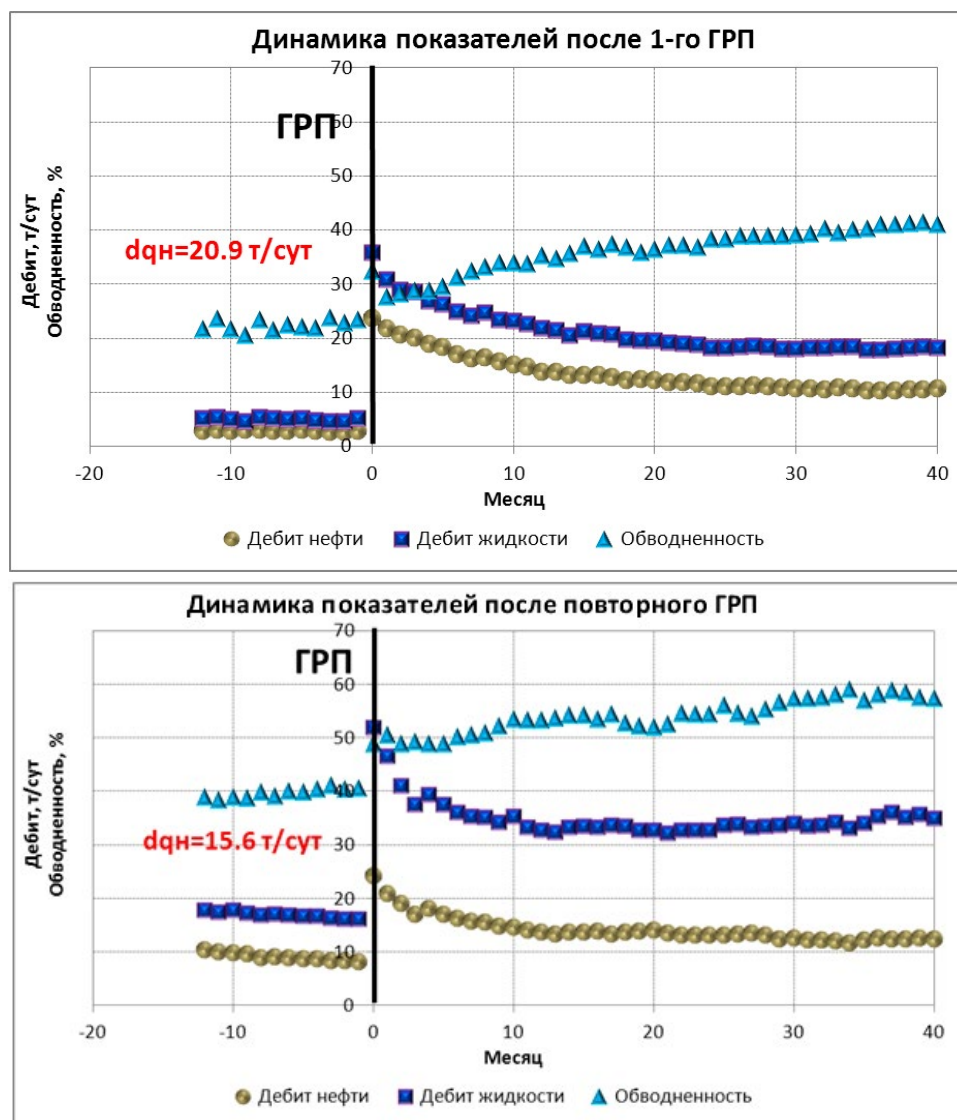 Динамика показателей после 1-го ГРП
70
60
ГРП
50
40
dqн=20.9 т/сут
30
20
10
0
-20
-10
0
10
20
30
40
Дебит, т/сут
Обводненность, %
Месяц
Дебит нефти
Дебит жидкости
Обводненность
Динамика показателей после повторного ГРП
70
ГРП
60
50
40
dqн=15.6 т/сут
30
20
10
0
-20
-10
0
10
20
30
40
Дебит, т/сут
Обводненность, %
Месяц
Дебит нефти
Дебит жидкости
Обводненность